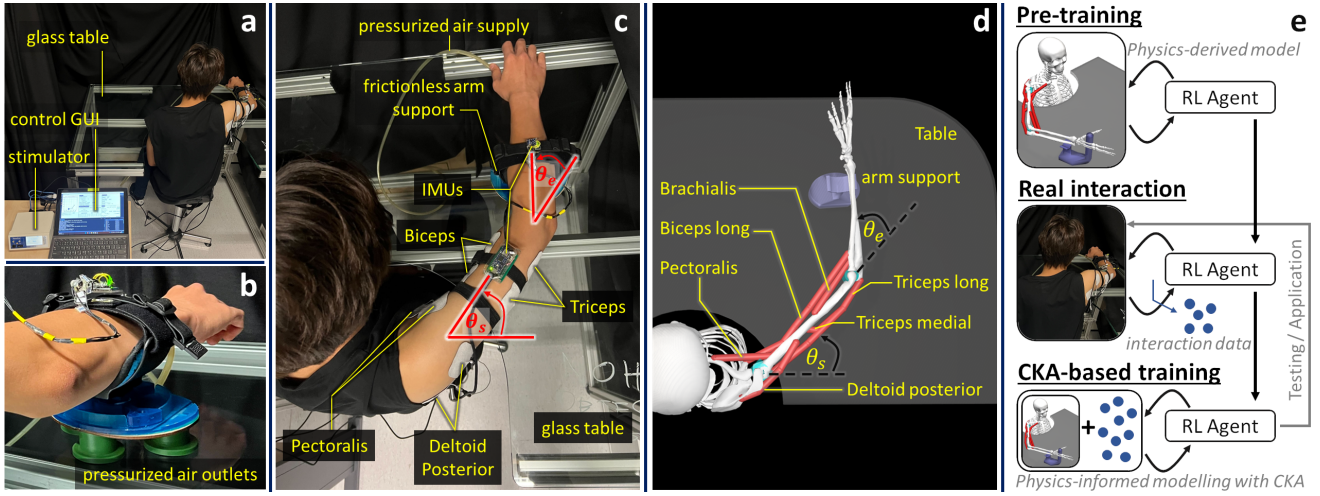 a
glass table
control GUI
stimulator
b
pressurized air outlets
c
pressurized air supply
frictionless arm
support
IMUs
θe
Biceps
Triceps
θs
Pectoralis
Deltoid
Posterior
glass table
d
Table
arm support
Brachialis
Biceps long
Pectoralis
θe
Triceps long
Triceps medial
θs
Deltoid posterior
e
Pre-training
Physics-derived model
RL Agent
Real interaction
RL Agent
interaction data
Testing / Application
CKA-based training
+
RL Agent
Physics-informed modelling with CKA